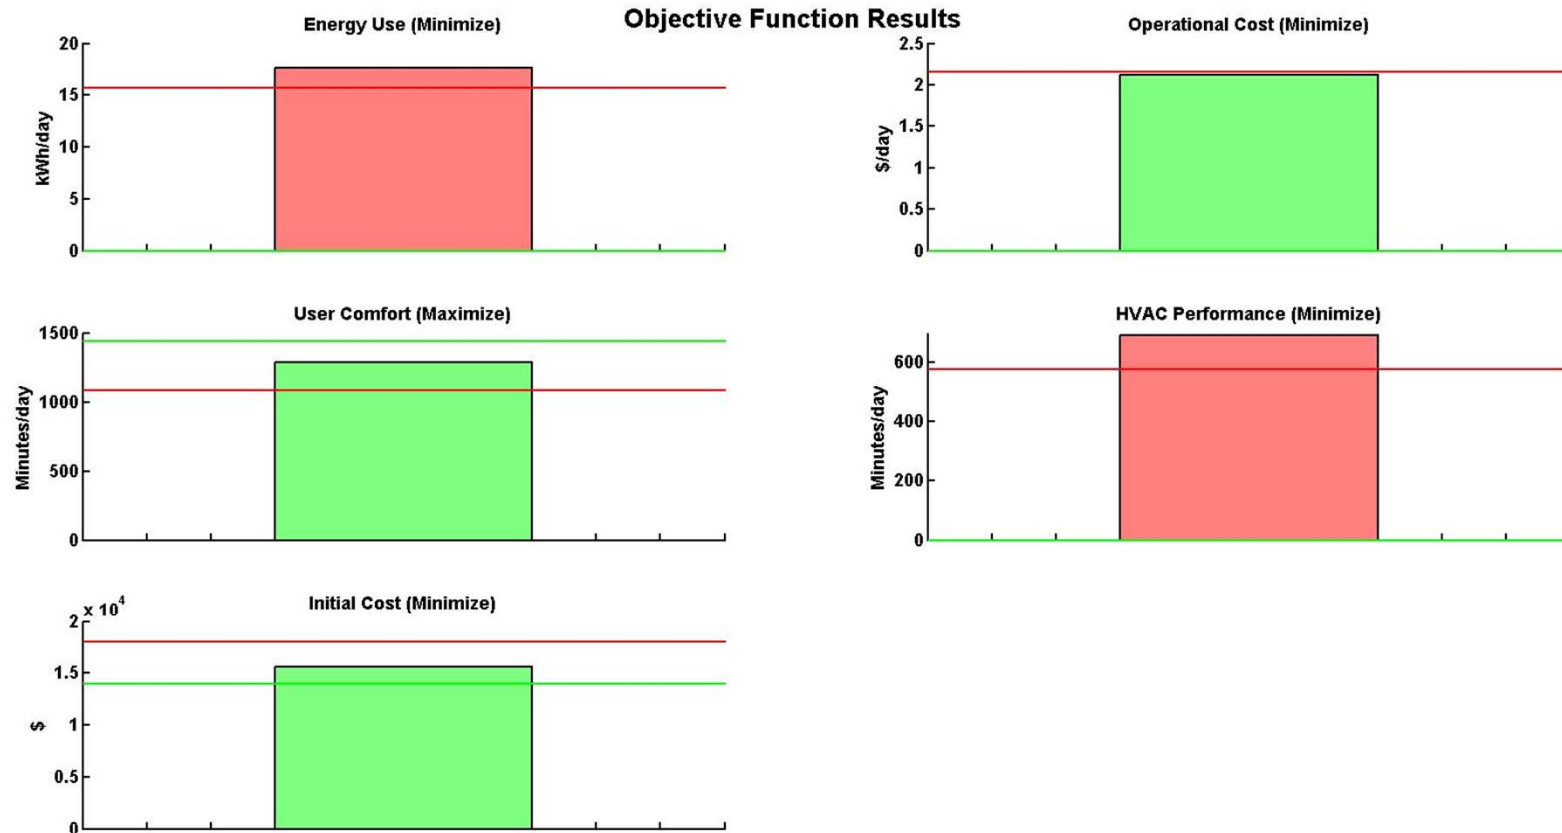 Objective Function Results
Energy Use (Minimize)
20
15
10
5
0
kWh/day
Operational Cost (Minimize)
2.5
2
1.5
1
0.5
0
$/day
User Comfort (Maximize)
1500
1000
500
0
Minutes/day
HVAC Performance (Minimize)
600
400
200
0
Minutes/day
Initial Cost (Minimize)
x 10^4
2
1.5
1
0.5
0
$